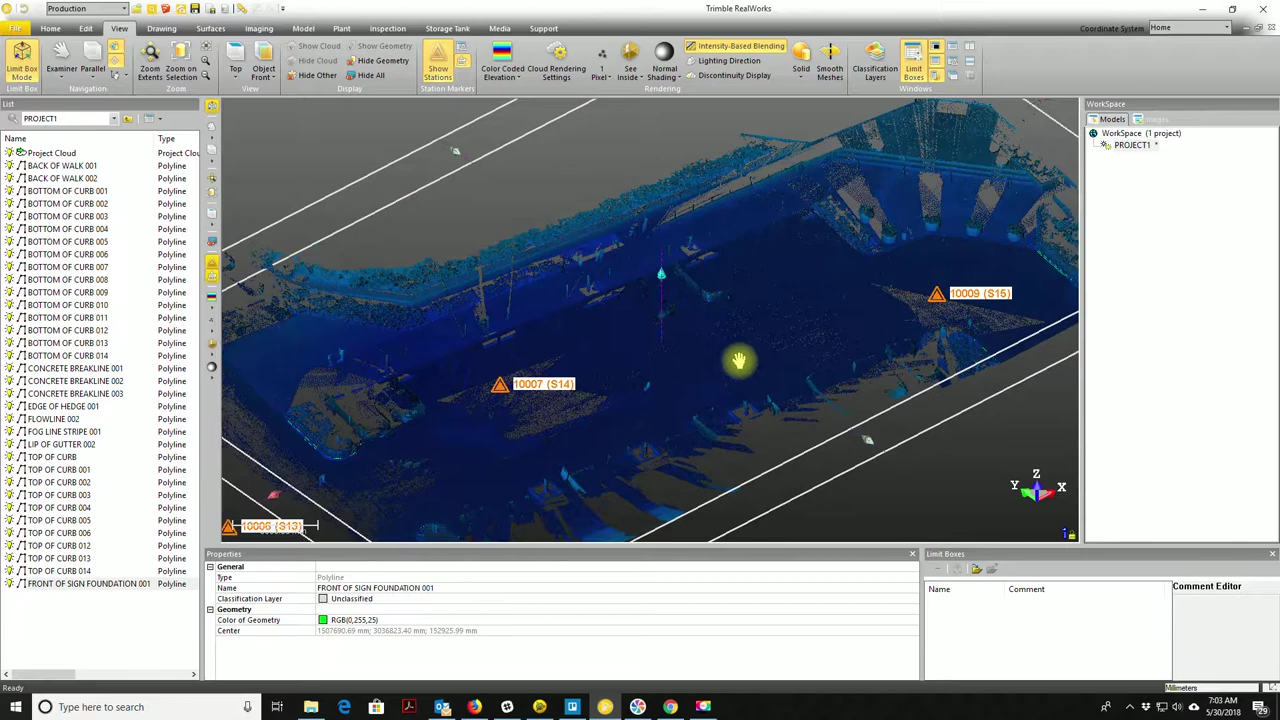 Production
Trimble RealWorks
File Home Edit View Drawing Surfaces Imaging Model Plant Inspection Storage Tank Media Support
Coordinate System Home
Limit Box Mode
Examiner
Parallel
Zoom Extents
Zoom on Selection
Top
Object Front
Show Cloud
Hide Cloud
Hide Other
Show Geometry
Hide Geometry
Hide All
Show Stations
Color Coded Elevation
Cloud Rendering Settings
1 Pixel
See Inside
Normal Shading
Intensity-Based Blending
Lighting Direction
Discontinuity Display
Solid
Smooth Meshes
Classification Layers
Limit Boxes
Limit Box Navigation Zoom View Display Station Markers Rendering Windows
List
PROJECT1
Name Type
Project Cloud Project Clou
BACK OF WALK 001 Polyline
BACK OF WALK 002 Polyline
BOTTOM OF CURB 001 Polyline
BOTTOM OF CURB 002 Polyline
BOTTOM OF CURB 003 Polyline
BOTTOM OF CURB 004 Polyline
BOTTOM OF CURB 005 Polyline
BOTTOM OF CURB 006 Polyline
BOTTOM OF CURB 007 Polyline
BOTTOM OF CURB 008 Polyline
BOTTOM OF CURB 009 Polyline
BOTTOM OF CURB 010 Polyline
BOTTOM OF CURB 011 Polyline
BOTTOM OF CURB 012 Polyline
BOTTOM OF CURB 013 Polyline
BOTTOM OF CURB 014 Polyline
CONCRETE BREAKLINE 001 Polyline
CONCRETE BREAKLINE 002 Polyline
CONCRETE BREAKLINE 003 Polyline
EDGE OF HEDGE 001 Polyline
FLOWLINE 002 Polyline
FOG LINE STRIPE 001 Polyline
LIP OF GUTTER 002 Polyline
TOP OF CURB Polyline
TOP OF CURB 001 Polyline
TOP OF CURB 002 Polyline
TOP OF CURB 003 Polyline
TOP OF CURB 004 Polyline
TOP OF CURB 005 Polyline
TOP OF CURB 006 Polyline
TOP OF CURB 012 Polyline
TOP OF CURB 013 Polyline
TOP OF CURB 014 Polyline
FRONT OF SIGN FOUNDATION 001 Polyline
10009 (S15)
10007 (S14)
10006 (S13)
Z
Y X
WorkSpace
Models Images
WorkSpace (1 project)
PROJECT1 *
Properties
General
Type Polyline
Name FRONT OF SIGN FOUNDATION 001
Classification Layer Unclassified
Geometry
Color of Geometry RGB(0,255,25)
Center 1507690.69 mm; 3036823.40 mm; 152925.99 mm
Limit Boxes
Name Comment
Comment Editor
Ready
Millimeters
Type here to search
7:03 AM
5/30/2018
29